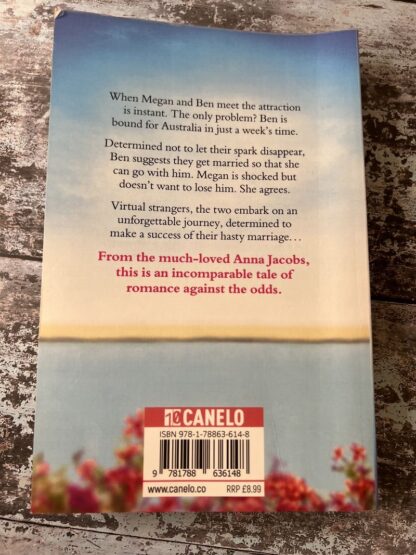 When Megan and Ben meet the attraction
is instant. The only problem? Ben is
bound for Australia in just a week's time.
Determined not to let their spark disappear,
Ben suggests they get married so that she
can go with him. Megan is shocked but
doesn't want to lose him. She agrees.
Virtual strangers, the two embark on an
unforgettable journey, determined to
make a success of their hasty marriage…
From the much-loved Anna Jacobs,
this is an incomparable tale of
romance against the odds.
10 CANELO
ISBN 978-1-78863-614-8
9 781788 636148
www.canelo.co RRP £8.99